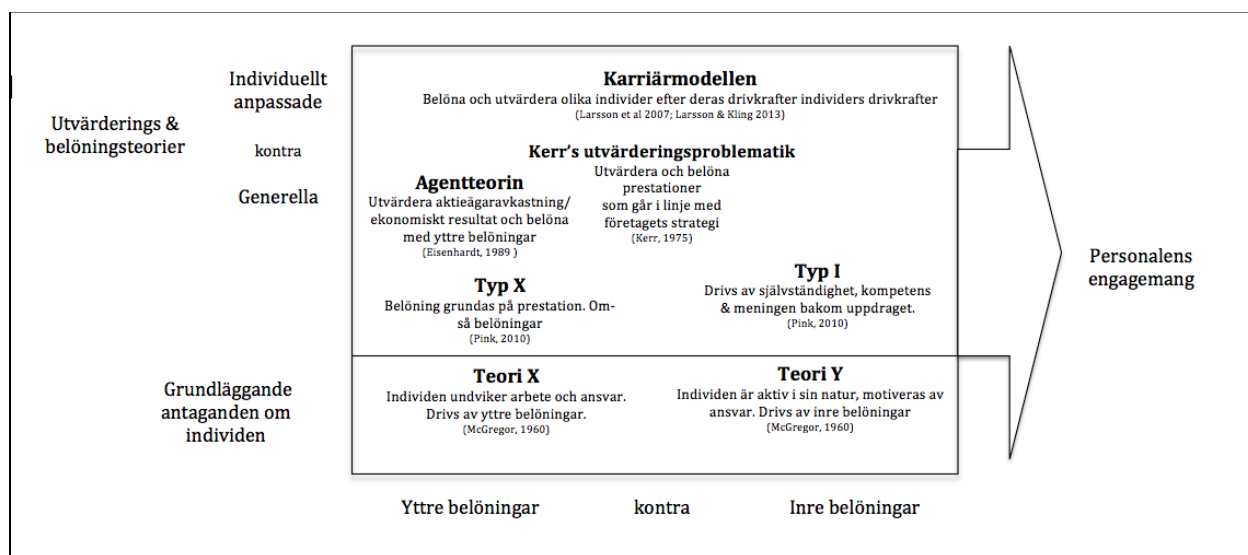 Individuellt
anpassade
Utvärderings &
belöningsteorier
kontra
Generella
Karriärmodellen
Belöna och utvärdera olika individer efter deras drivkrafter individers drivkrafter
(Larsson et al 2007; Larsson & Kling 2013)
Kerr's utvärderingsproblematik
Utvärdera och belöna
prestationer
som går i linje med
företagets strategi
(Kerr, 1975)
Agentteorin
Utvärdera aktieägaravkastning/
ekonomiskt resultat och belöna
med yttre belöningar
(Eisenhardt, 1989 )
Typ X
Belöning grundas på prestation. Om-
så belöningar
(Pink, 2010)
Typ I
Drivs av självständighet, kompetens
& meningen bakom uppdraget.
(Pink, 2010)
Personalens
engagemang
Grundläggande
antaganden om
individen
Teori X
Individen undviker arbete och ansvar.
Drivs av yttre belöningar.
(McGregor, 1960)
Teori Y
Individen är aktiv i sin natur, motiveras av
ansvar. Drivs av inre belöningar
(McGregor, 1960)
Yttre belöningar kontra Inre belöningar